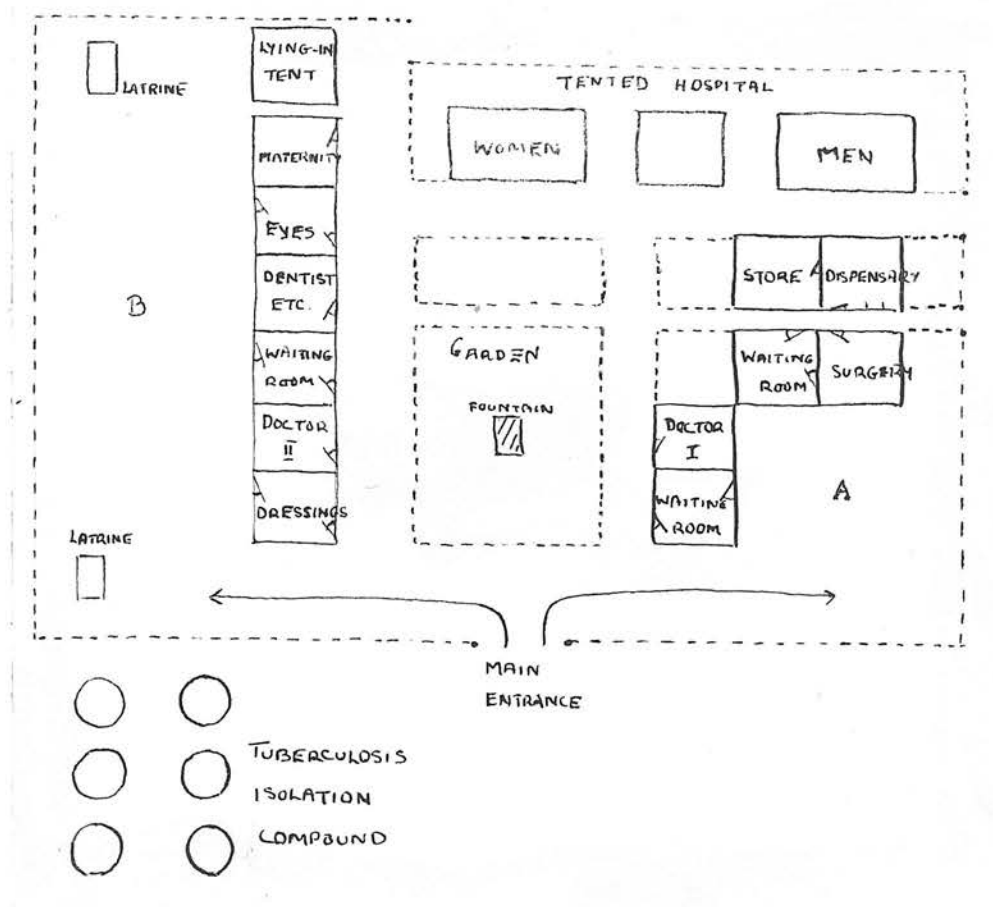 LYING-IN
TENT
LATRINE
TENTED HOSPITAL
WOMEN
MEN
MATERNITY
EYES
STORE
DISPENSARY
DENTIST
ETC.
B
GARDEN
WAITING
ROOM
WAITING
ROOM
SURGERY
FOUNTAIN
DOCTOR
II
DOCTOR
I
A
DRESSINGS
WAITING
ROOM
LATRINE
MAIN
ENTRANCE
TUBERCULOSIS
ISOLATION
COMPOUND